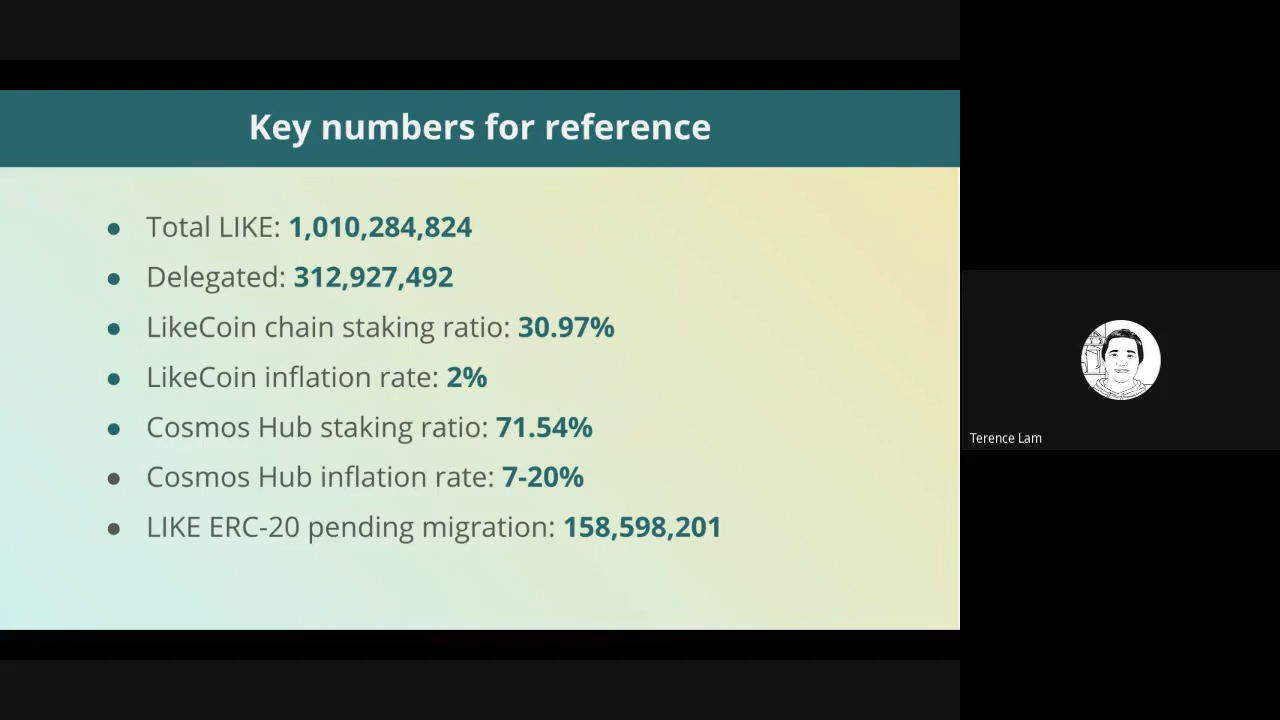 Key numbers for reference
● Total LIKE: 1,010,284,824
● Delegated: 312,927,492
● LikeCoin chain staking ratio: 30.97%
● LikeCoin inflation rate: 2%
● Cosmos Hub staking ratio: 71.54%
● Cosmos Hub inflation rate: 7-20%
● LIKE ERC-20 pending migration: 158,598,201
Terence Lam